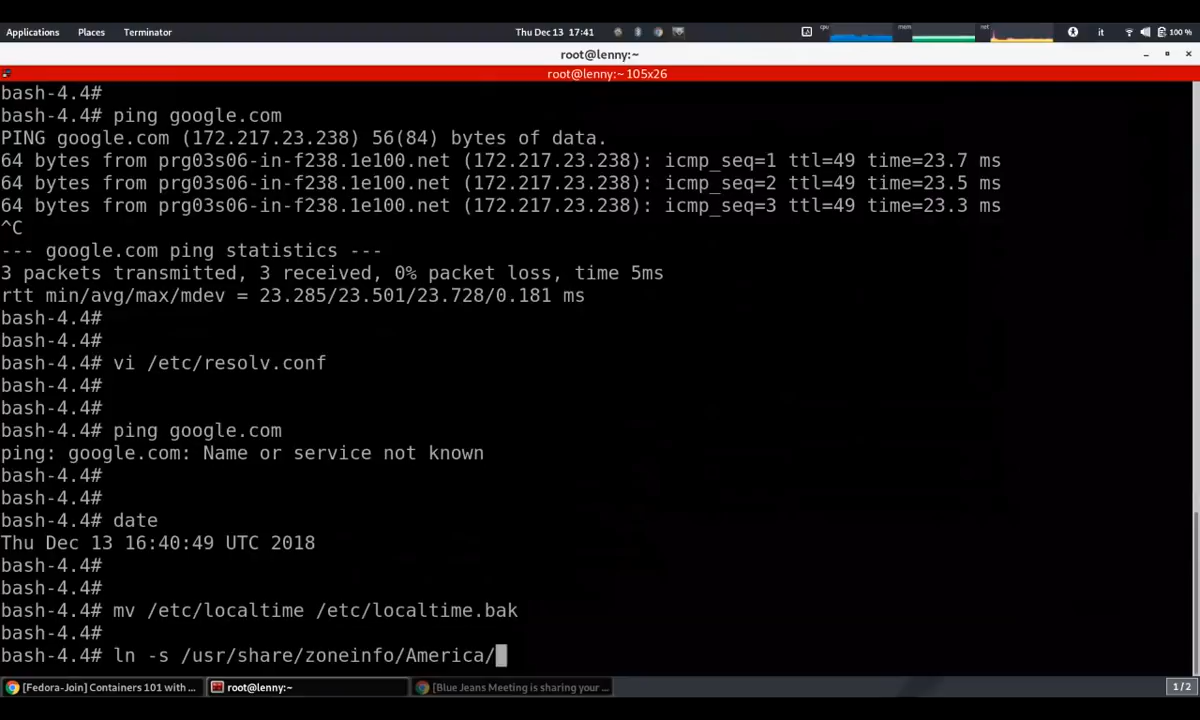 Applications Places Terminator Thu Dec 13 17:41 cpu mem net it 100 %
root@lenny:~
root@lenny:~ 105x26
bash-4.4#
bash-4.4# ping google.com
PING google.com (172.217.23.238) 56(84) bytes of data.
64 bytes from prg03s06-in-f238.1e100.net (172.217.23.238): icmp_seq=1 ttl=49 time=23.7 ms
64 bytes from prg03s06-in-f238.1e100.net (172.217.23.238): icmp_seq=2 ttl=49 time=23.5 ms
64 bytes from prg03s06-in-f238.1e100.net (172.217.23.238): icmp_seq=3 ttl=49 time=23.3 ms
^C
--- google.com ping statistics ---
3 packets transmitted, 3 received, 0% packet loss, time 5ms
rtt min/avg/max/mdev = 23.285/23.501/23.728/0.181 ms
bash-4.4#
bash-4.4#
bash-4.4# vi /etc/resolv.conf
bash-4.4#
bash-4.4#
bash-4.4# ping google.com
ping: google.com: Name or service not known
bash-4.4#
bash-4.4#
bash-4.4# date
Thu Dec 13 16:40:49 UTC 2018
bash-4.4#
bash-4.4#
bash-4.4# mv /etc/localtime /etc/localtime.bak
bash-4.4#
bash-4.4# ln -s /usr/share/zoneinfo/America/
[Fedora-Join] Containers 101 with ... root@lenny:~ [Blue Jeans Meeting is sharing your ... 1/2